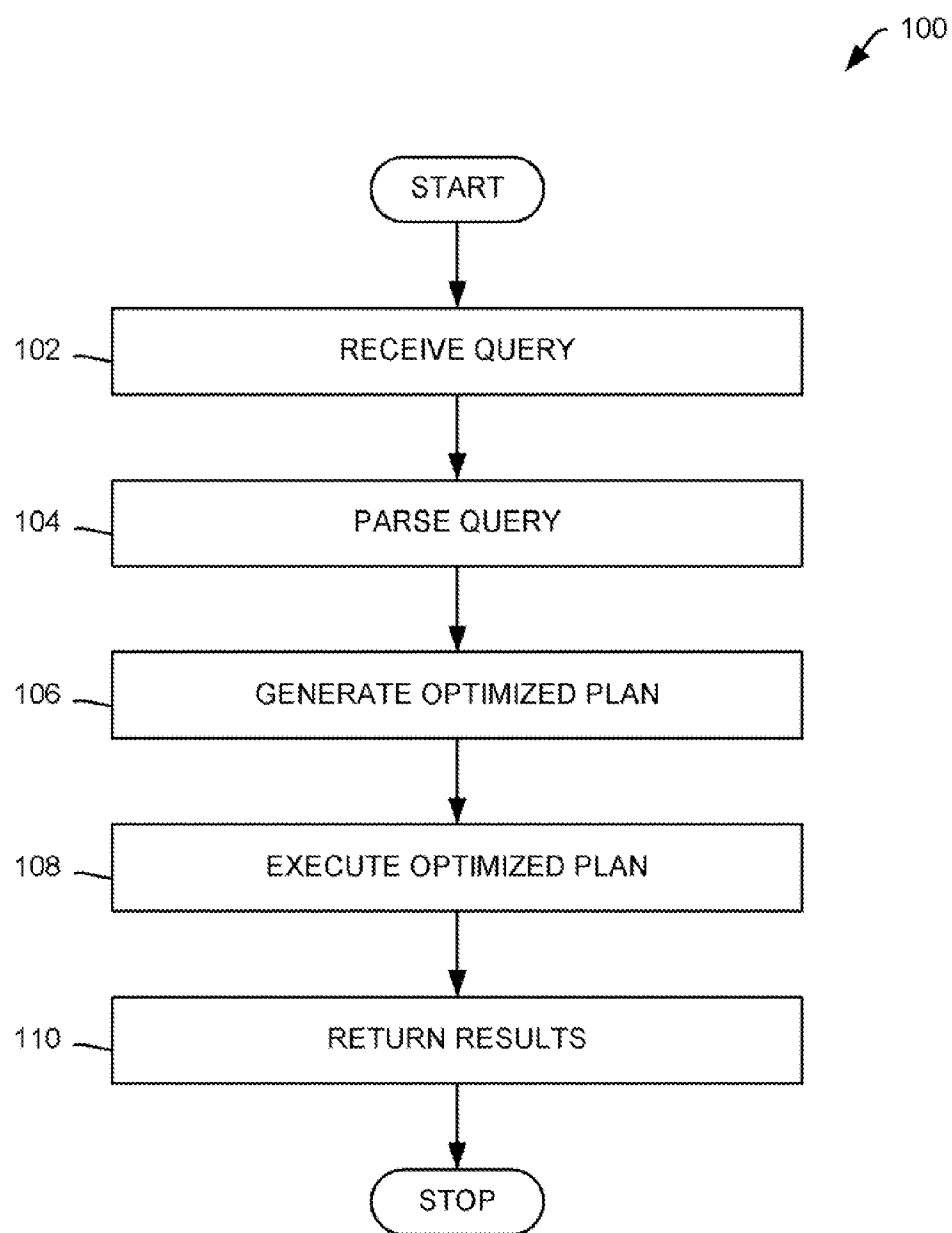 100
START
102 RECEIVE QUERY
104 PARSE QUERY
106 GENERATE OPTIMIZED PLAN
108 EXECUTE OPTIMIZED PLAN
110 RETURN RESULTS
STOP